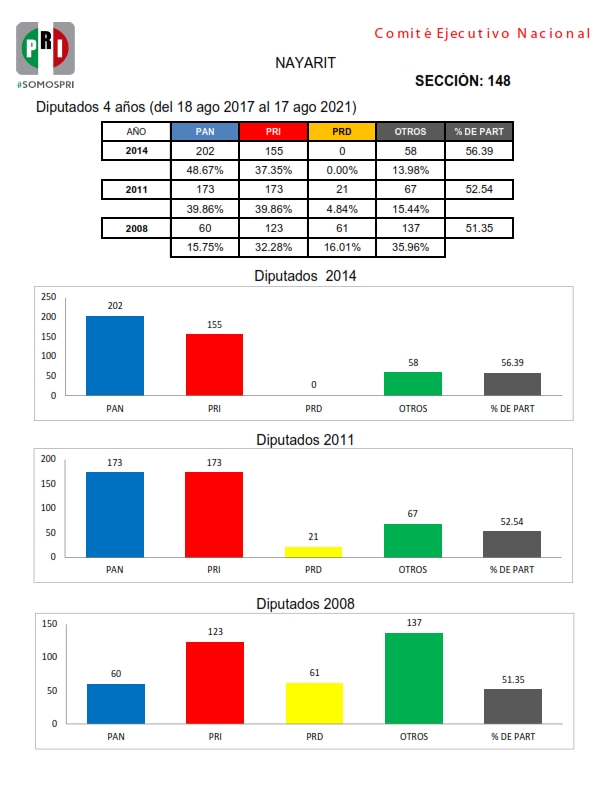 Comité Ejecutivo Nacional
PRI
#SOMOSPRI
NAYARIT
SECCIÓN: 148
Diputados 4 años (del 18 ago 2017 al 17 ago 2021)
AÑO PAN PRI PRD OTROS % DE PART
2014 202 155 0 58 56.39
48.67% 37.35% 0.00% 13.98%
2011 173 173 21 67 52.54
39.86% 39.86% 4.84% 15.44%
2008 60 123 61 137 51.35
15.75% 32.28% 16.01% 35.96%
Diputados 2014
250
200
150
100
50
0
202 155 0 58 56.39
PAN PRI PRD OTROS % DE PART
Diputados 2011
200
150
100
50
0
173 173 21 67 52.54
PAN PRI PRD OTROS % DE PART
Diputados 2008
150
100
50
0
60 123 61 137 51.35
PAN PRI PRD OTROS % DE PART